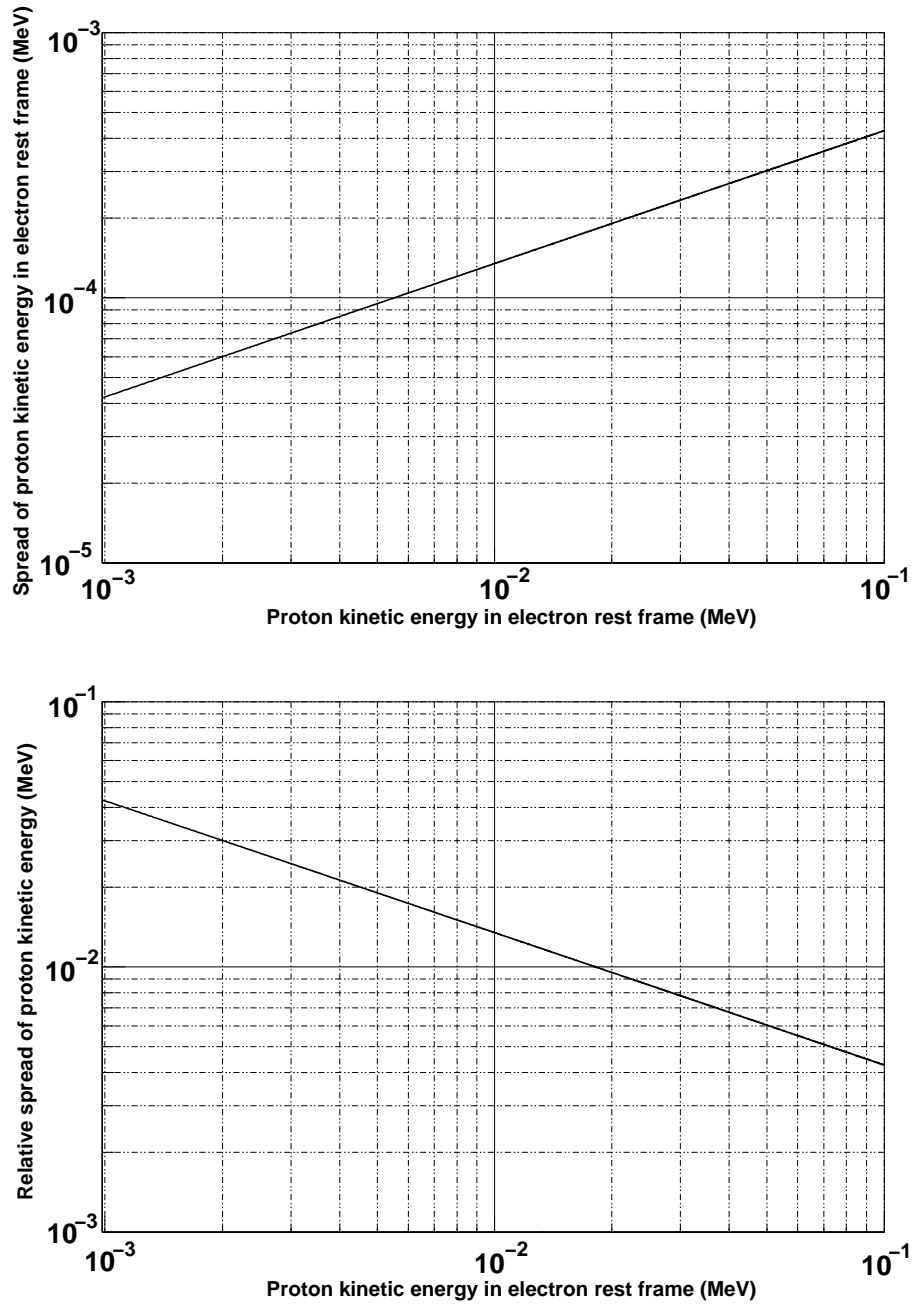 Spread of proton kinetic energy in electron rest frame (MeV)
10⁻³
10⁻⁴
10⁻⁵
10⁻³ 10⁻² 10⁻¹
Proton kinetic energy in electron rest frame (MeV)
Relative spread of proton kinetic energy (MeV)
10⁻¹
10⁻²
10⁻³
10⁻³ 10⁻² 10⁻¹
Proton kinetic energy in electron rest frame (MeV)